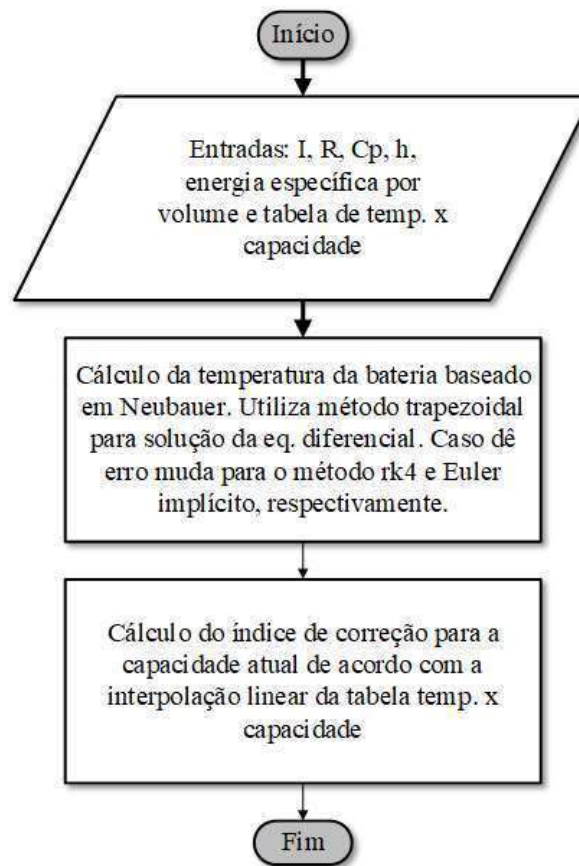 Início
Entradas: I, R, Cp, h,
energia específica por
volume e tabela de temp. x
capacidade
Cálculo da temperatura da bateria baseado
em Neubauer. Utiliza método trapezoidal
para solução da eq. diferencial. Caso dê
erro muda para o método rk4 e Euler
implícito, respectivamente.
Cálculo do índice de correção para a
capacidade atual de acordo com a
interpolação linear da tabela temp. x
capacidade
Fim